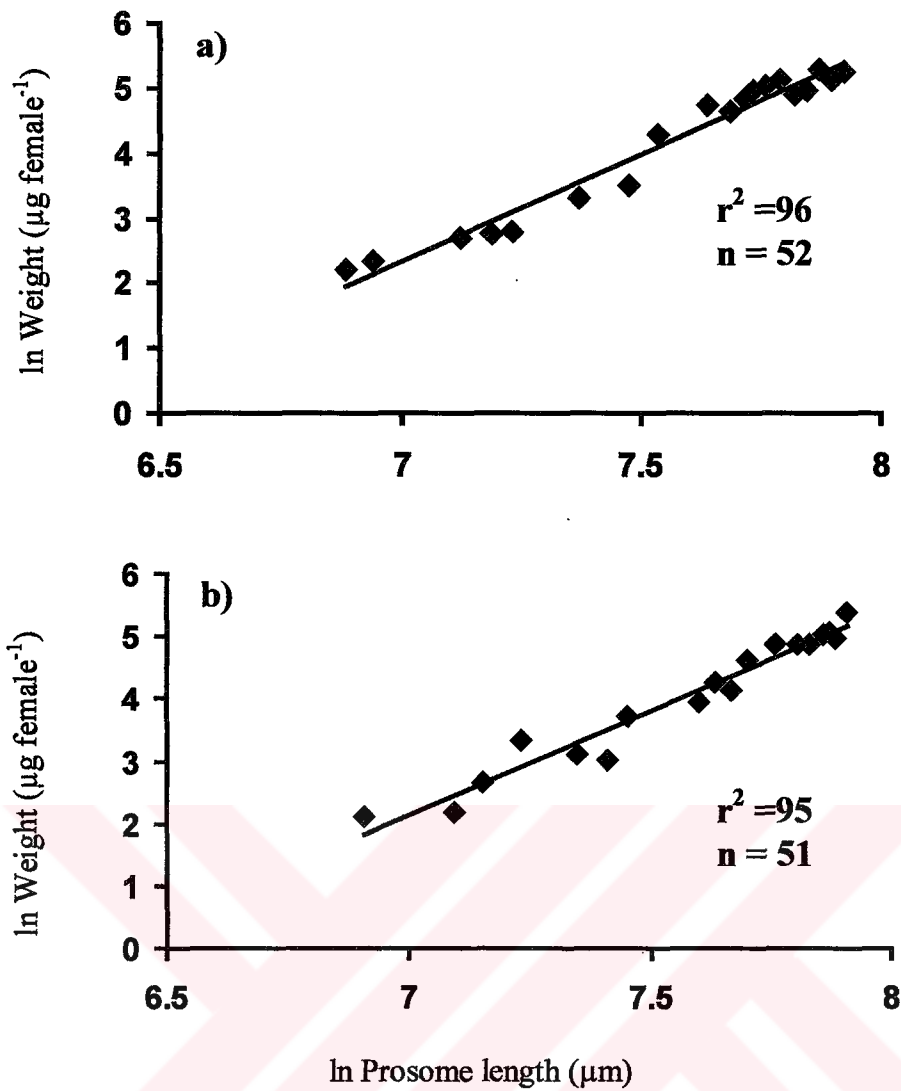 a)
ln Weight (µg female⁻¹)
6
5
4
3
2
1
0
r² =96
n = 52
6.5 7 7.5 8
b)
ln Weight (µg female⁻¹)
6
5
4
3
2
1
0
r² =95
n = 51
6.5 7 7.5 8
ln Prosome length (µm)